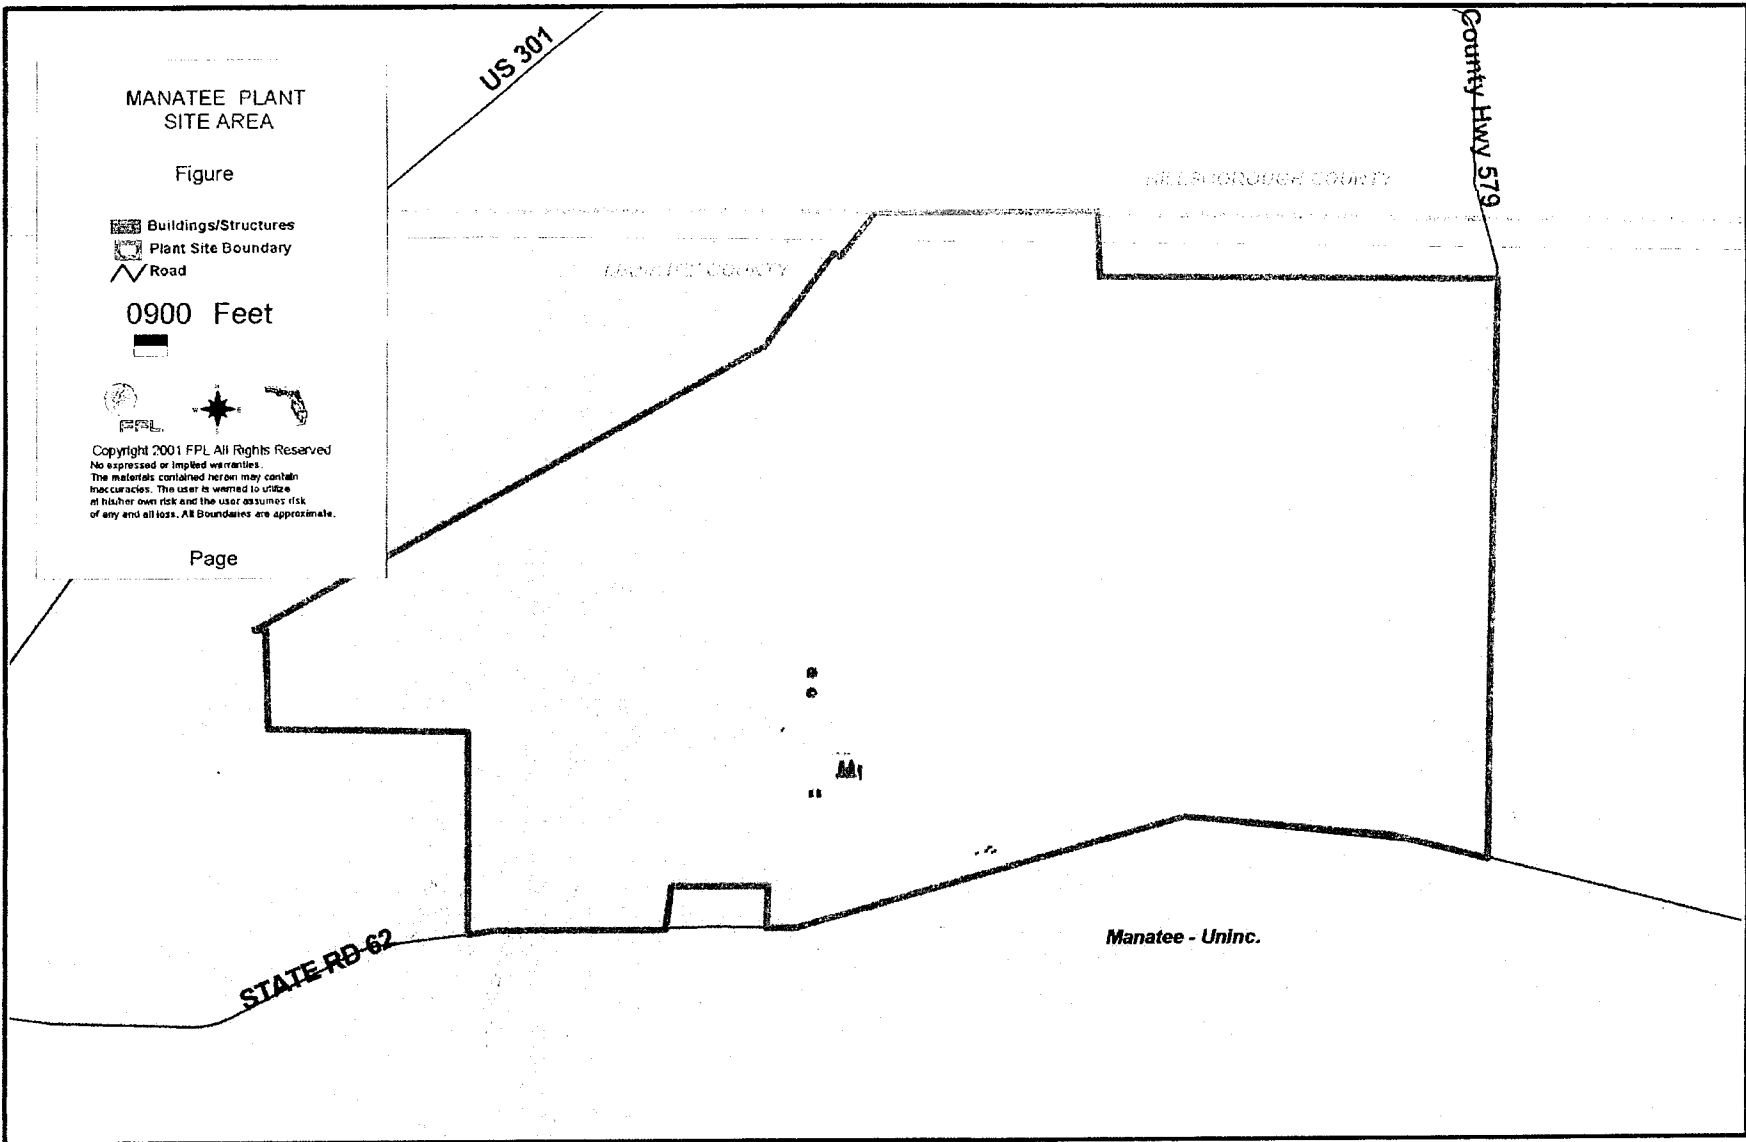 MANATEE PLANT
SITE AREA
Figure
Buildings/Structures
Plant Site Boundary
Road
0900 Feet
N
W E
FPL
Copyright 2001 FPL All Rights Reserved
No expressed or implied warranties.
The materials contained herein may contain
inaccuracies. The user is warned to utilize
at his/her own risk and the user assumes risk
of any and all loss. All Boundaries are approximate.
Page
US 301
County Hwy 579
HILLSBOROUGH COUNTY
MANATEE COUNTY
STATE RD 62
Manatee - Uninc.